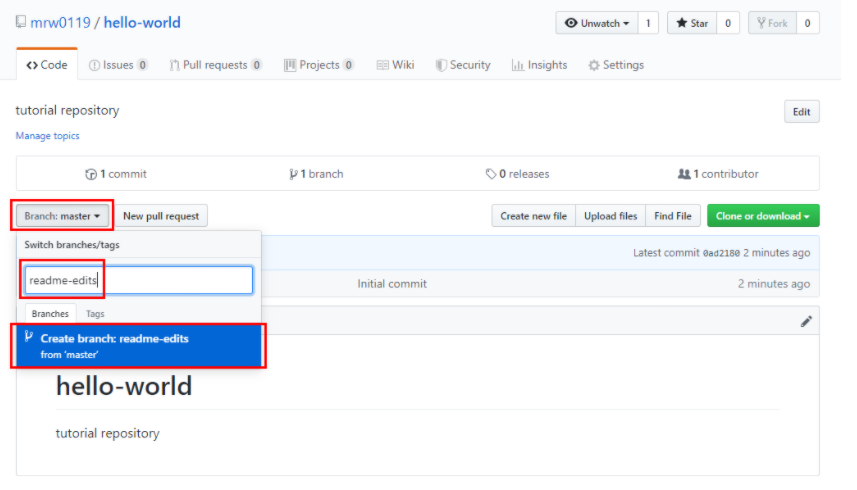 mrw0119 / hello-world
Unwatch 1 Star 0 Fork 0
Code Issues 0 Pull requests 0 Projects 0 Wiki Security Insights Settings
tutorial repository Edit
Manage topics
1 commit 1 branch 0 releases 1 contributor
Branch: master New pull request Create new file Upload files Find File Clone or download
Switch branches/tags
Latest commit 0ad2180 2 minutes ago
readme-edits
Initial commit 2 minutes ago
Branches Tags
Create branch: readme-edits
from 'master'
hello-world
tutorial repository